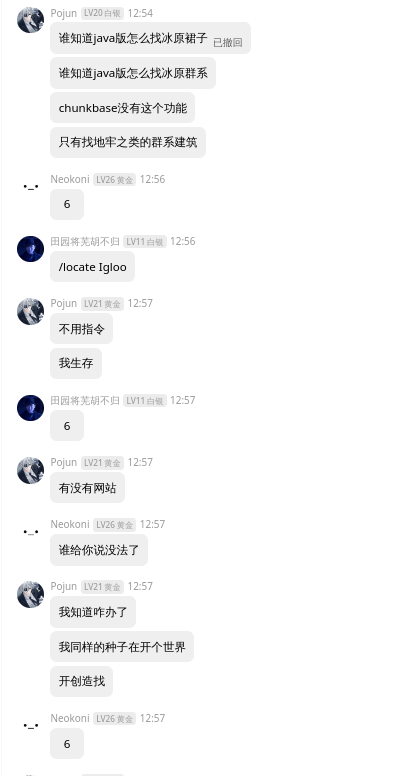 Pojun LV20 白银 12:54
谁知道java版怎么找冰原裙子 已撤回
谁知道java版怎么找冰原群系
chunkbase没有这个功能
只有找地牢之类的群系建筑
Neokoni LV26 黄金 12:56
6
田园将芜胡不归 LV11 白银 12:56
/locate Igloo
Pojun LV21 黄金 12:57
不用指令
我生存
田园将芜胡不归 LV11 白银 12:57
6
Pojun LV21 黄金 12:57
有没有网站
Neokoni LV26 黄金 12:57
谁给你说没法了
Pojun LV21 黄金 12:57
我知道咋办了
我同样的种子在开个世界
开创造找
Neokoni LV26 黄金 12:57
6